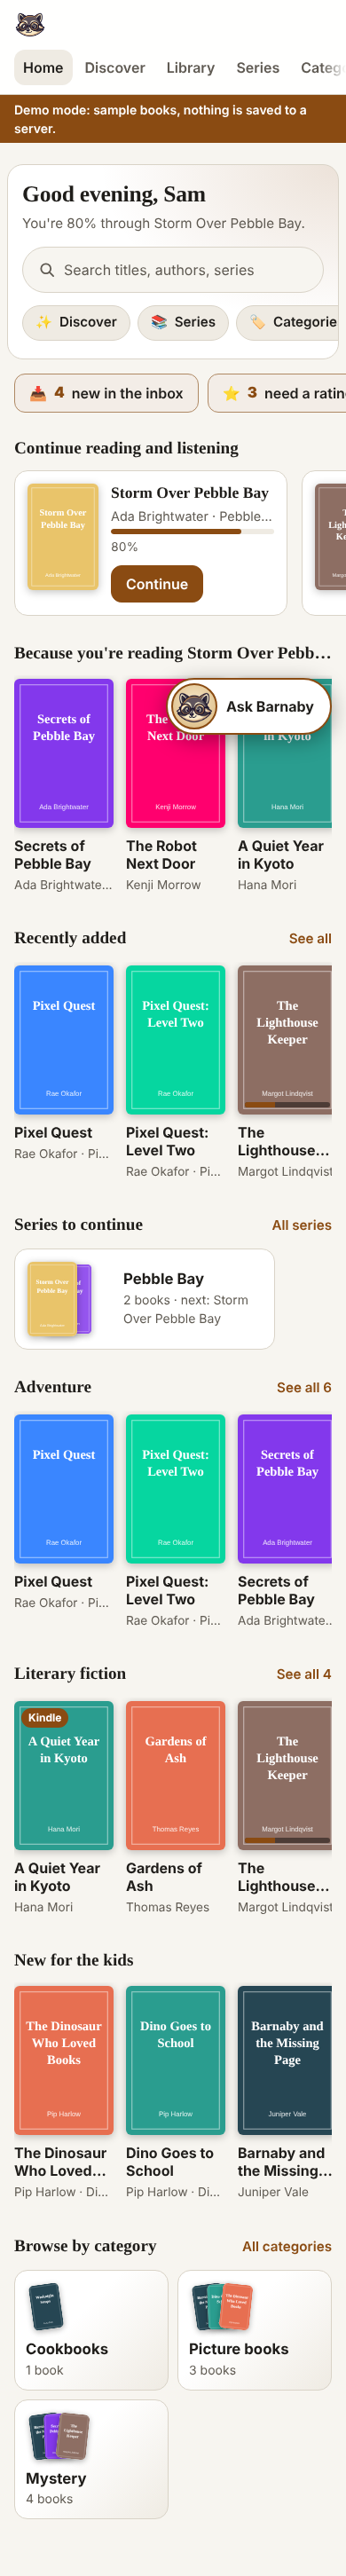 Home Discover Library Series Catego
Demo mode: sample books, nothing is saved to a
server.
Good evening, Sam
You're 80% through Storm Over Pebble Bay.
Search titles, authors, series
✨ Discover 📚 Series 🏷️ Categorie
📥 4 new in the inbox ⭐ 3 need a ratin
Continue reading and listening
Storm Over
Pebble Bay
Ada Brightwater
Storm Over Pebble Bay
Ada Brightwater · Pebble...
80%
Continue
Because you're reading Storm Over Pebb...
Ask Barnaby
Secrets of
Pebble Bay
Ada Brightwater
Next Door
Kenji Morrow
in Kyoto
Hana Mori
Secrets of
Pebble Bay
Ada Brightwate...
The Robot
Next Door
Kenji Morrow
A Quiet Year
in Kyoto
Hana Mori
Recently added See all
Pixel Quest
Rae Okafor
Pixel Quest:
Level Two
Rae Okafor
The
Lighthouse
Keeper
Margot Lindqvist
Pixel Quest
Rae Okafor · Pi...
Pixel Quest:
Level Two
Rae Okafor · Pi...
The
Lighthouse...
Margot Lindqvist
Series to continue All series
Storm Over
Pebble Bay
Pebble Bay
2 books · next: Storm
Over Pebble Bay
Adventure See all 6
Pixel Quest
Rae Okafor
Pixel Quest:
Level Two
Rae Okafor
Secrets of
Pebble Bay
Ada Brightwater
Pixel Quest
Rae Okafor · Pi...
Pixel Quest:
Level Two
Rae Okafor · Pi...
Secrets of
Pebble Bay
Ada Brightwate...
Literary fiction See all 4
Kindle
A Quiet Year
in Kyoto
Hana Mori
Gardens of
Ash
Thomas Reyes
The
Lighthouse
Keeper
Margot Lindqvist
A Quiet Year
in Kyoto
Hana Mori
Gardens of
Ash
Thomas Reyes
The
Lighthouse...
Margot Lindqvist
New for the kids
The Dinosaur
Who Loved
Books
Pip Harlow
Dino Goes to
School
Pip Harlow
Barnaby and
the Missing
Page
Juniper Vale
The Dinosaur
Who Loved...
Pip Harlow · Di...
Dino Goes to
School
Pip Harlow · Di...
Barnaby and
the Missing...
Juniper Vale
Browse by category All categories
Cookbooks
1 book
Picture books
3 books
Mystery
4 books